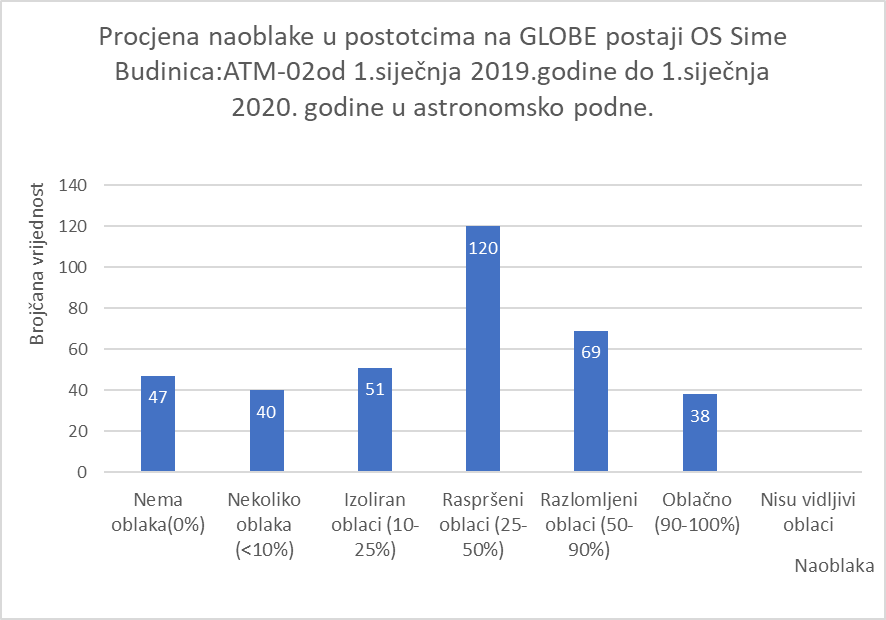 Procjena naoblake u postotcima na GLOBE postaji OS Sime
Budinica:ATM-02od 1.siječnja 2019.godine do 1.siječnja
2020. godine u astronomsko podne.
Brojčana vrijednost
140
120
100
80
60
40
20
0
47
40
51
120
69
38
Nema
oblaka(0%)
Nekoliko
oblaka
(<10%)
Izoliran
oblaci (10-
25%)
Raspršeni
oblaci (25-
50%)
Razlomljeni
oblaci (50-
90%)
Oblačno
(90-100%)
Nisu vidljivi
oblaci
Naoblaka